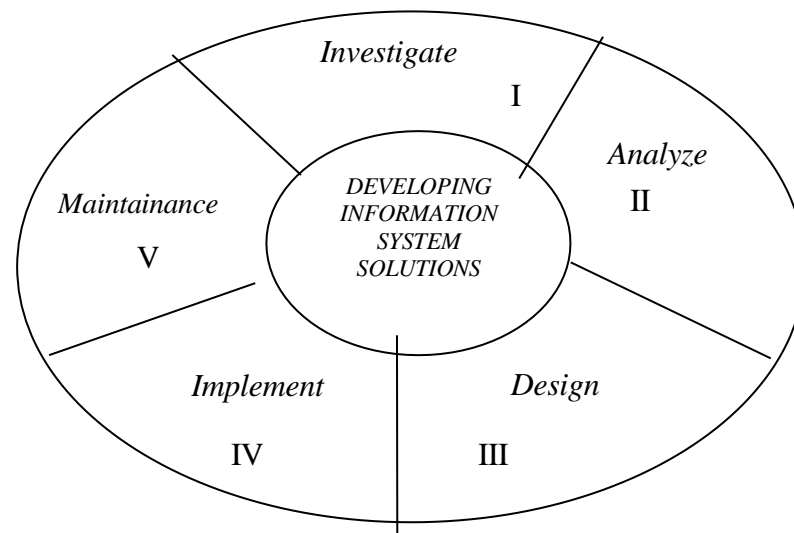 Investigate
I
Analyze
II
DEVELOPING
INFORMATION
SYSTEM
SOLUTIONS
Maintainance
V
Implement
IV
Design
III